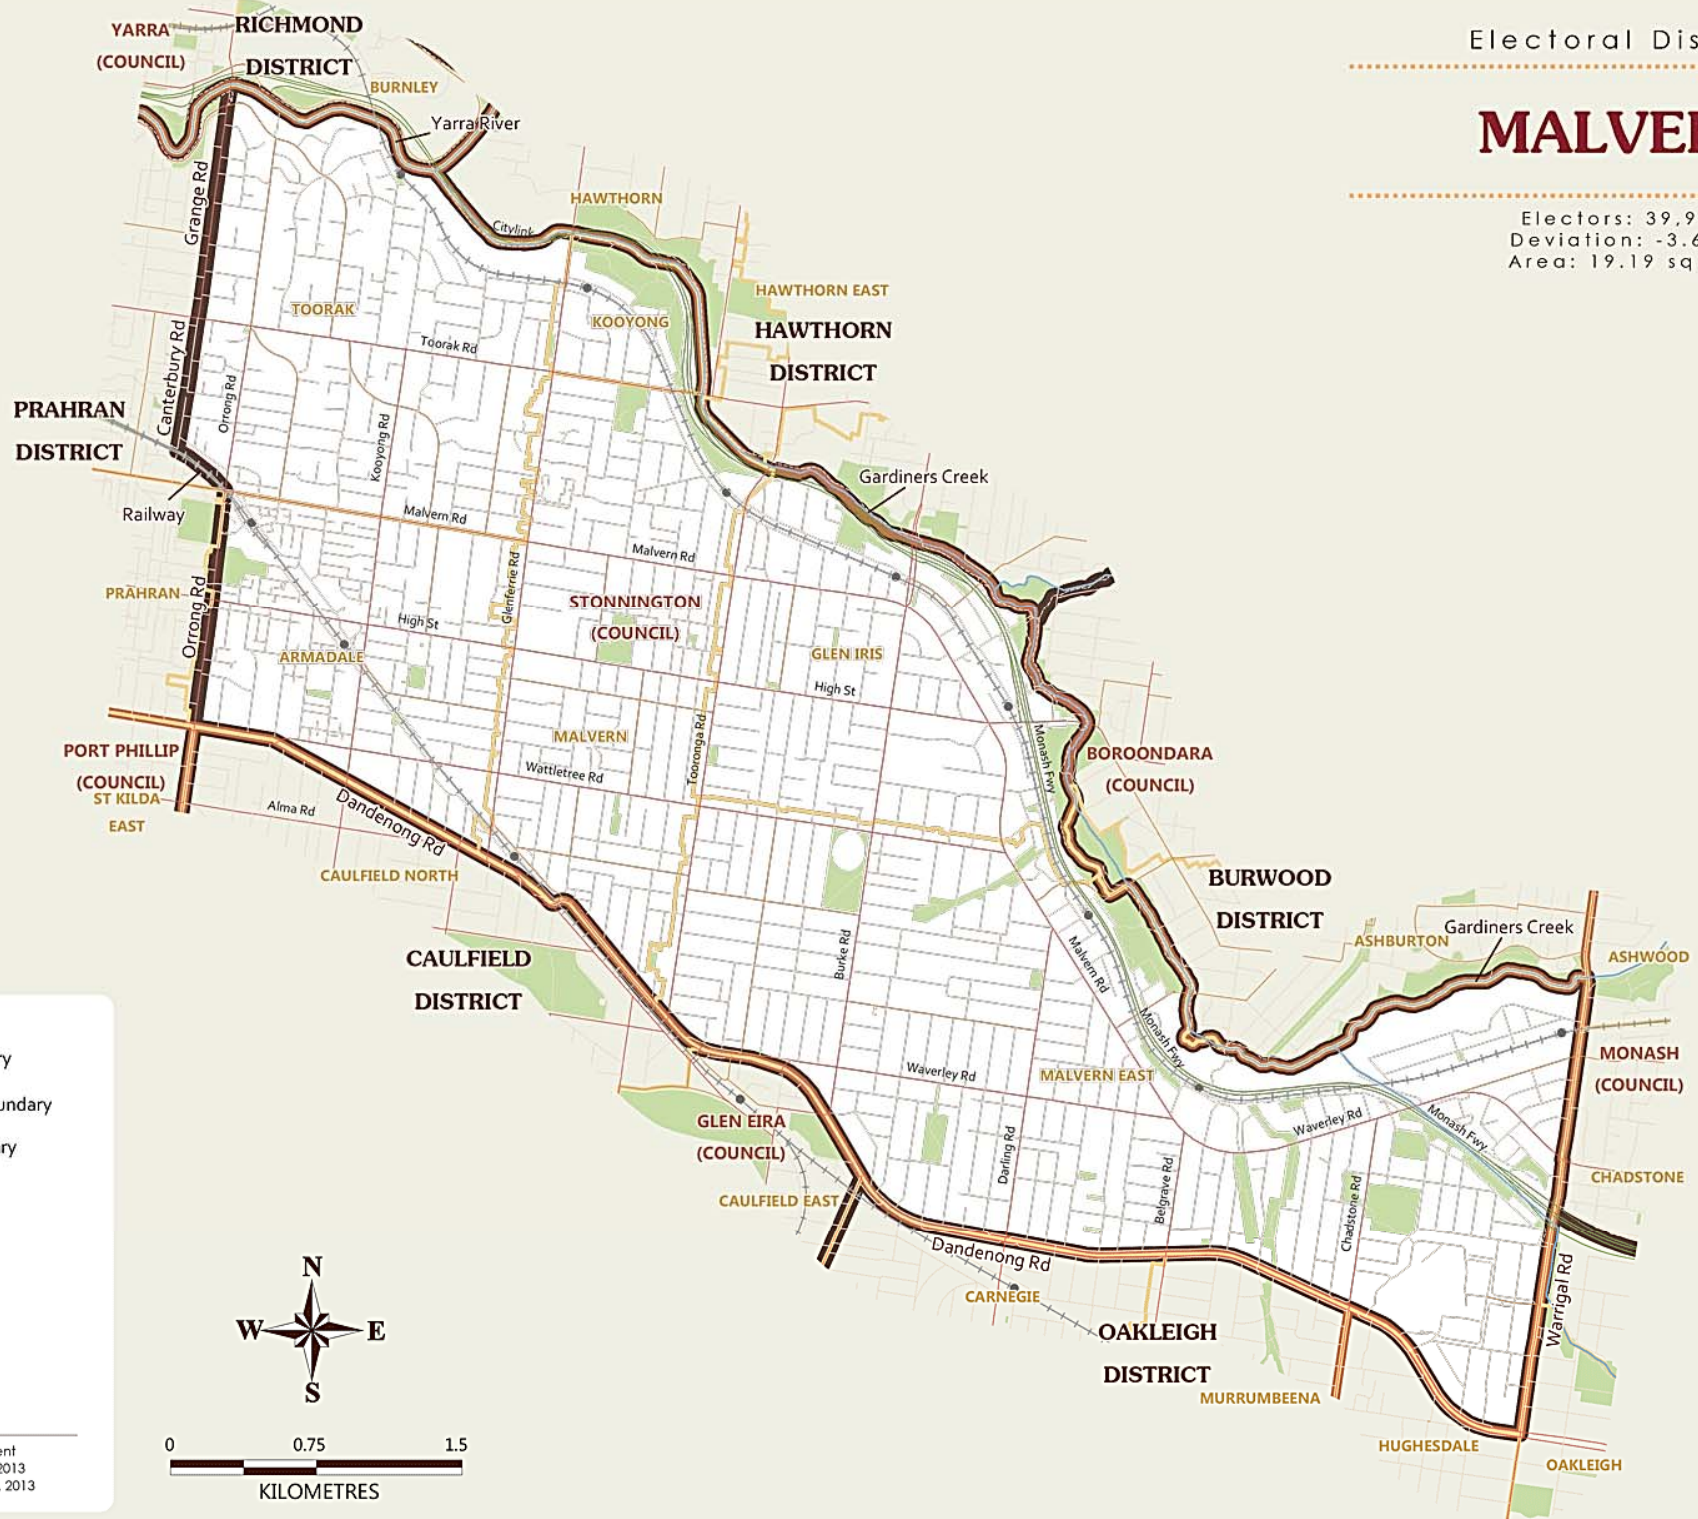 YARRA
(COUNCIL)
RICHMOND
DISTRICT
BURNLEY
Yarra River
Electoral Dis
MALVE
Electors: 39,9
Deviation: -3.6
Area: 19.19 sq
Grange Rd
HAWTHORN
Citylink
HAWTHORN EAST
TOORAK
KOOYONG
HAWTHORN
DISTRICT
Toorak Rd
Canterbury Rd
Orrong Rd
Kooyong Rd
PRAHRAN
DISTRICT
Railway
Gardiners Creek
Malvern Rd
Malvern Rd
Glenferrie Rd
PRAHRAN
Orrong Rd
STONNINGTON
(COUNCIL)
High St
ARMADALE
GLEN IRIS
High St
PORT PHILLIP
(COUNCIL)
ST KILDA
EAST
MALVERN
Tooronga Rd
Monash Fwy
BOROONDARA
(COUNCIL)
Wattletree Rd
Alma Rd
Dandenong Rd
CAULFIELD NORTH
BURWOOD
DISTRICT
CAULFIELD
DISTRICT
Burke Rd
Malvern Rd
ASHBURTON
Gardiners Creek
ASHWOOD
Monash Fwy
MONASH
(COUNCIL)
Waverley Rd
MALVERN EAST
GLEN EIRA
(COUNCIL)
Waverley Rd
Monash Fwy
Darling Rd
Belgrave Rd
Chadstone Rd
CHADSTONE
CAULFIELD EAST
Dandenong Rd
CARNEGIE
Warrigal Rd
OAKLEIGH
DISTRICT
MURRUMBEENA
HUGHESDALE
OAKLEIGH
ry
undary
ry
N
W
E
S
0 0.75 1.5
KILOMETRES
ent
2013
2013